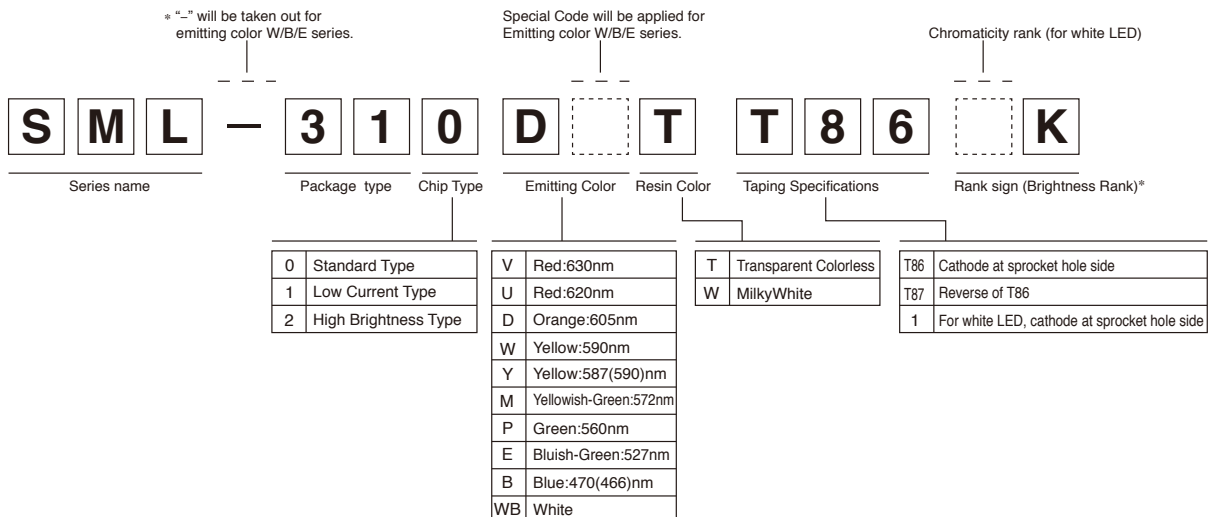 * "–" will be taken out for
emitting color W/B/E series.
Special Code will be applied for
Emitting color W/B/E series.
Chromaticity rank (for white LED)
S M L – 3 1 0 D T T 8 6 K
Series name
Package type
Chip Type
Emitting Color
Resin Color
Taping Specifications
Rank sign (Brightness Rank)*
0 Standard Type
1 Low Current Type
2 High Brightness Type
V Red:630nm
U Red:620nm
D Orange:605nm
W Yellow:590nm
Y Yellow:587(590)nm
M Yellowish-Green:572nm
P Green:560nm
E Bluish-Green:527nm
B Blue:470(466)nm
WB White
T Transparent Colorless
W MilkyWhite
T86 Cathode at sprocket hole side
T87 Reverse of T86
1 For white LED, cathode at sprocket hole side